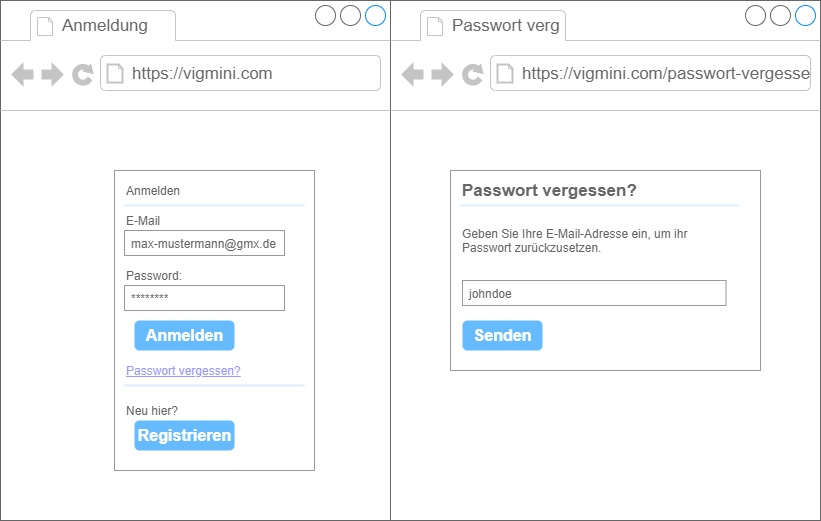 Anmeldung
https://vigmini.com
Anmelden
E-Mail
max-mustermann@gmx.de
Password:
********
Anmelden
Passwort vergessen?
Neu hier?
Registrieren
Passwort verg
https://vigmini.com/passwort-vergesse
Passwort vergessen?
Geben Sie Ihre E-Mail-Adresse ein, um ihr
Passwort zurückzusetzen.
johndoe
Senden